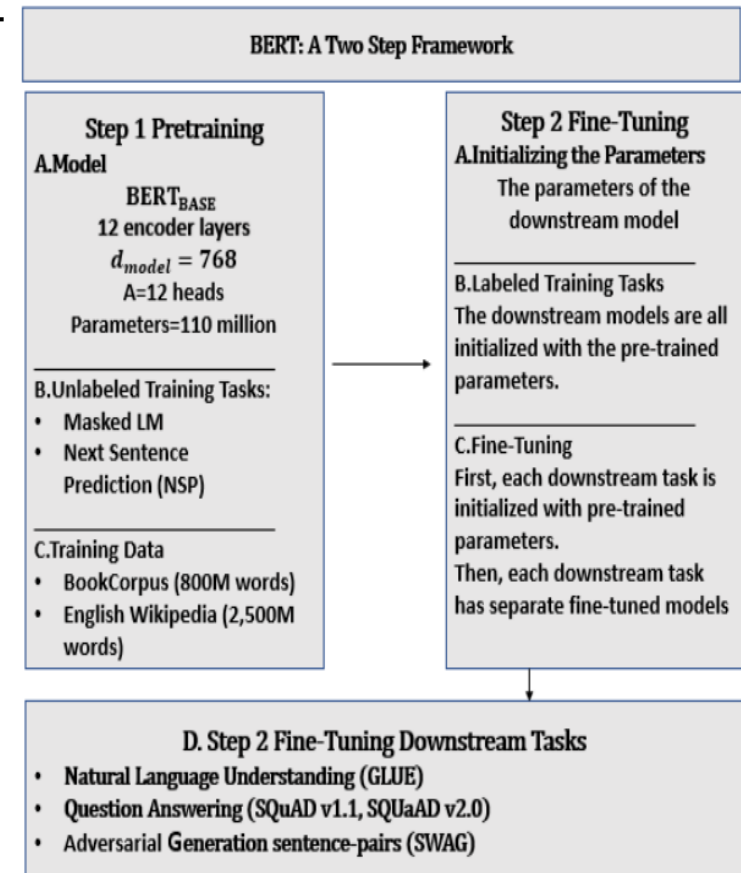 BERT: A Two Step Framework
Step 1 Pretraining
A.Model
BERT_BASE
12 encoder layers
d_model = 768
A=12 heads
Parameters=110 million
B.Unlabeled Training Tasks:
• Masked LM
• Next Sentence
Prediction (NSP)
C.Training Data
• BookCorpus (800M words)
• English Wikipedia (2,500M
words)
Step 2 Fine-Tuning
A.Initializing the Parameters
The parameters of the
downstream model
B.Labeled Training Tasks
The downstream models are all
initialized with the pre-trained
parameters.
C.Fine-Tuning
First, each downstream task is
initialized with pre-trained
parameters.
Then, each downstream task
has separate fine-tuned models
D. Step 2 Fine-Tuning Downstream Tasks
• Natural Language Understanding (GLUE)
• Question Answering (SQuAD v1.1, SQUaAD v2.0)
• Adversarial Generation sentence-pairs (SWAG)